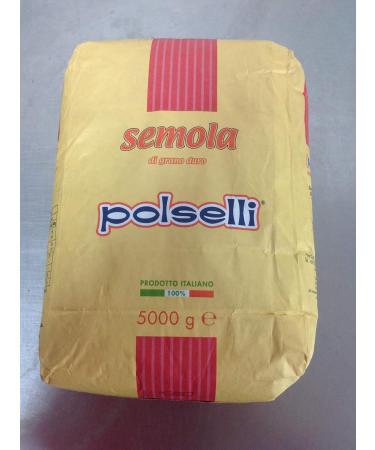 semola
di grano duro
polselli®
PRODOTTO ITALIANO
100%
5000 g ℮